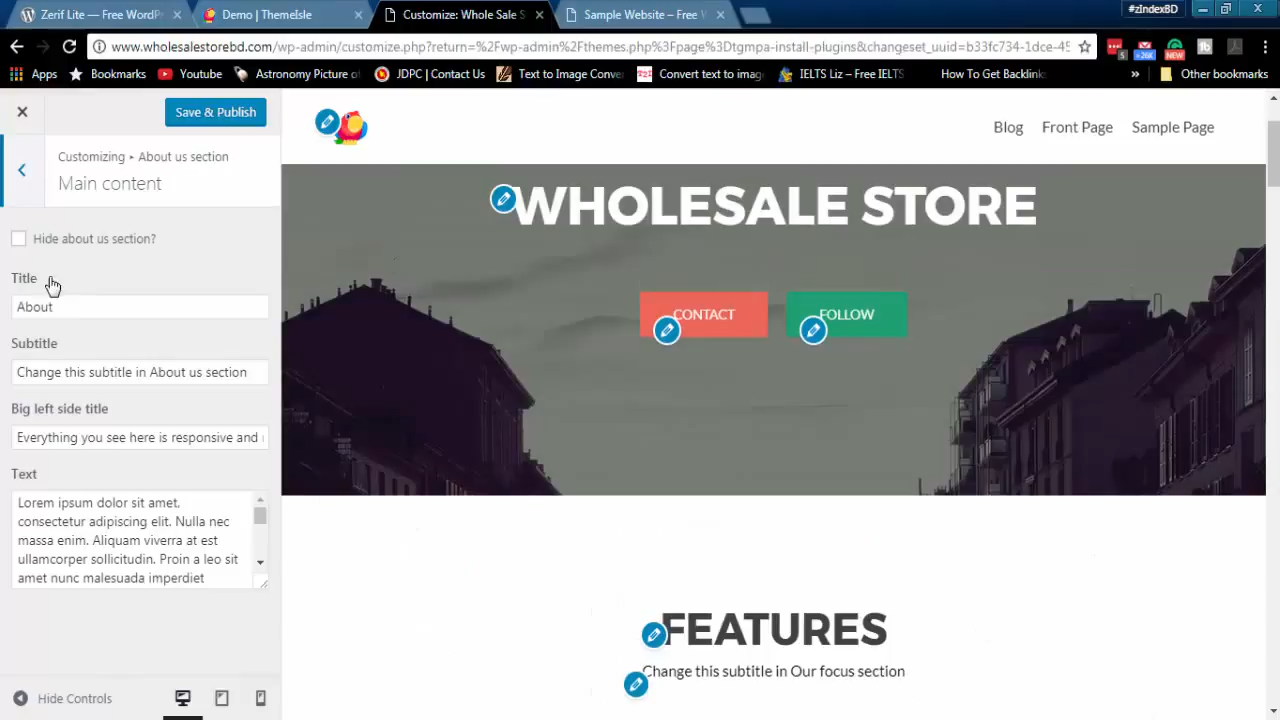 Zerif Lite – Free WordP
Demo | ThemeIsle
Customize: Whole Sale S
Sample Website – Free W
#zIndexBD
www.wholesalestorebd.com/wp-admin/customize.php?return=%2Fwp-admin%2Fthemes.php%3Fpage%3Dtgmpa-install-plugins&changeset_uuid=b33fc734-1dce-45
Apps
Bookmarks
Youtube
Astronomy Picture of
JDPC | Contact Us
Text to Image Conver
Convert text to imag
IELTS Liz – Free IELTS
How To Get Backlink
»
Other bookmarks
Save & Publish
Customizing ▸ About us section
Main content
Hide about us section?
Title
About
Subtitle
Change this subtitle in About us section
Big left side title
Everything you see here is responsive and
Text
Lorem ipsum dolor sit amet,
consectetur adipiscing elit. Nulla nec
massa enim. Aliquam viverra at est
ullamcorper sollicitudin. Proin a leo sit
amet nunc malesuada imperdiet
Hide Controls
Blog
Front Page
Sample Page
WHOLESALE STORE
CONTACT
FOLLOW
FEATURES
Change this subtitle in Our focus section